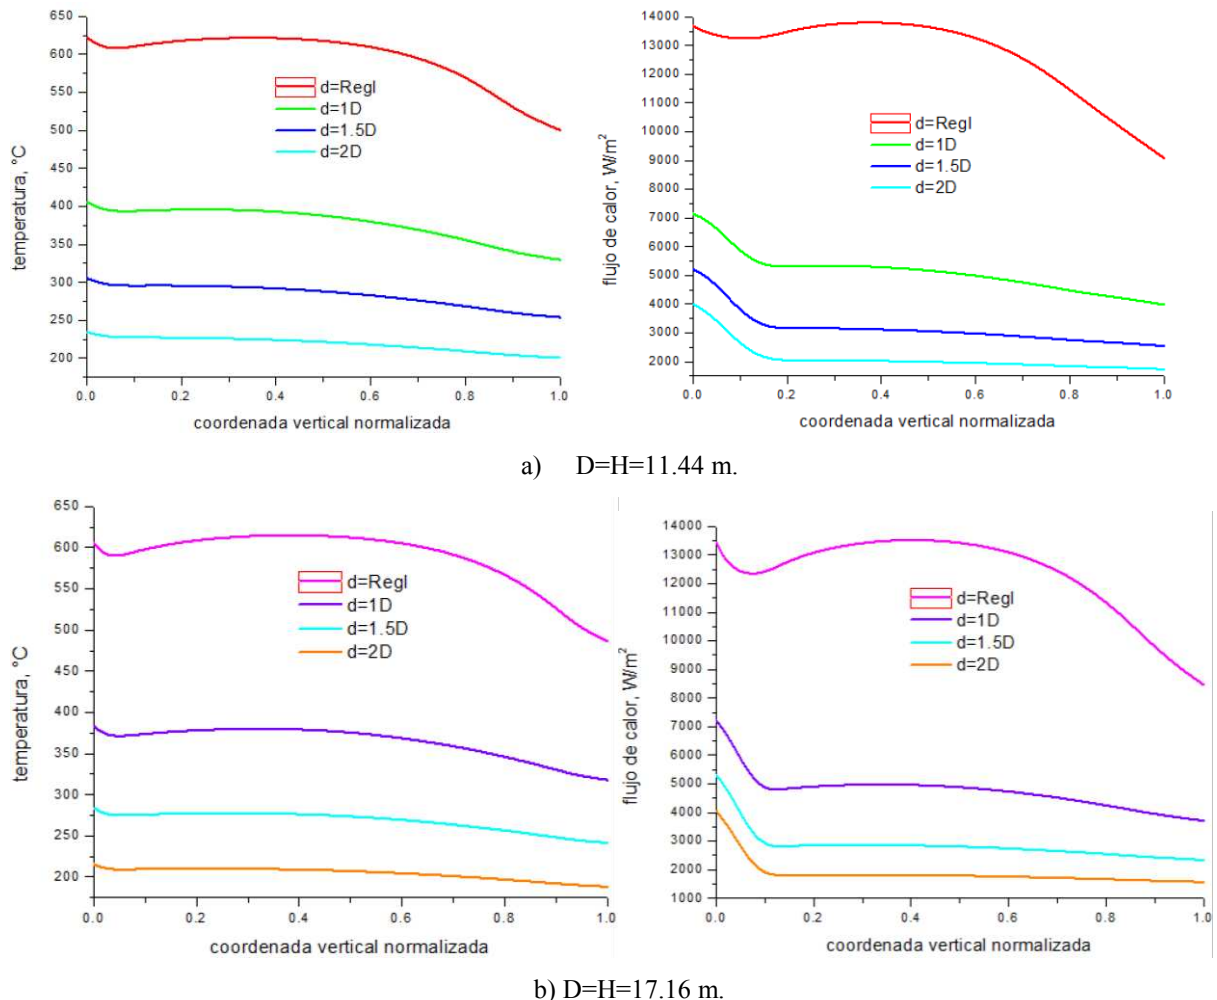 650
600
550
500
450
400
350
300
250
200
temperatura, °C
d=Regl
d=1D
d=1.5D
d=2D
0.0 0.2 0.4 0.6 0.8 1.0
coordenada vertical normalizada
14000
13000
12000
11000
10000
9000
8000
7000
6000
5000
4000
3000
2000
flujo de calor, W/m²
d=Regl
d=1D
d=1.5D
d=2D
0.0 0.2 0.4 0.6 0.8 1.0
coordenada vertical normalizada
a) D=H=11.44 m.
650
600
550
500
450
400
350
300
250
200
temperatura, °C
d=Regl
d=1D
d=1.5D
d=2D
0.0 0.2 0.4 0.6 0.8 1.0
coordenada vertical normalizada
14000
13000
12000
11000
10000
9000
8000
7000
6000
5000
4000
3000
2000
1000
flujo de calor, W/m²
d=Regl
d=1D
d=1.5D
d=2D
0.0 0.2 0.4 0.6 0.8 1.0
coordenada vertical normalizada
b) D=H=17.16 m.